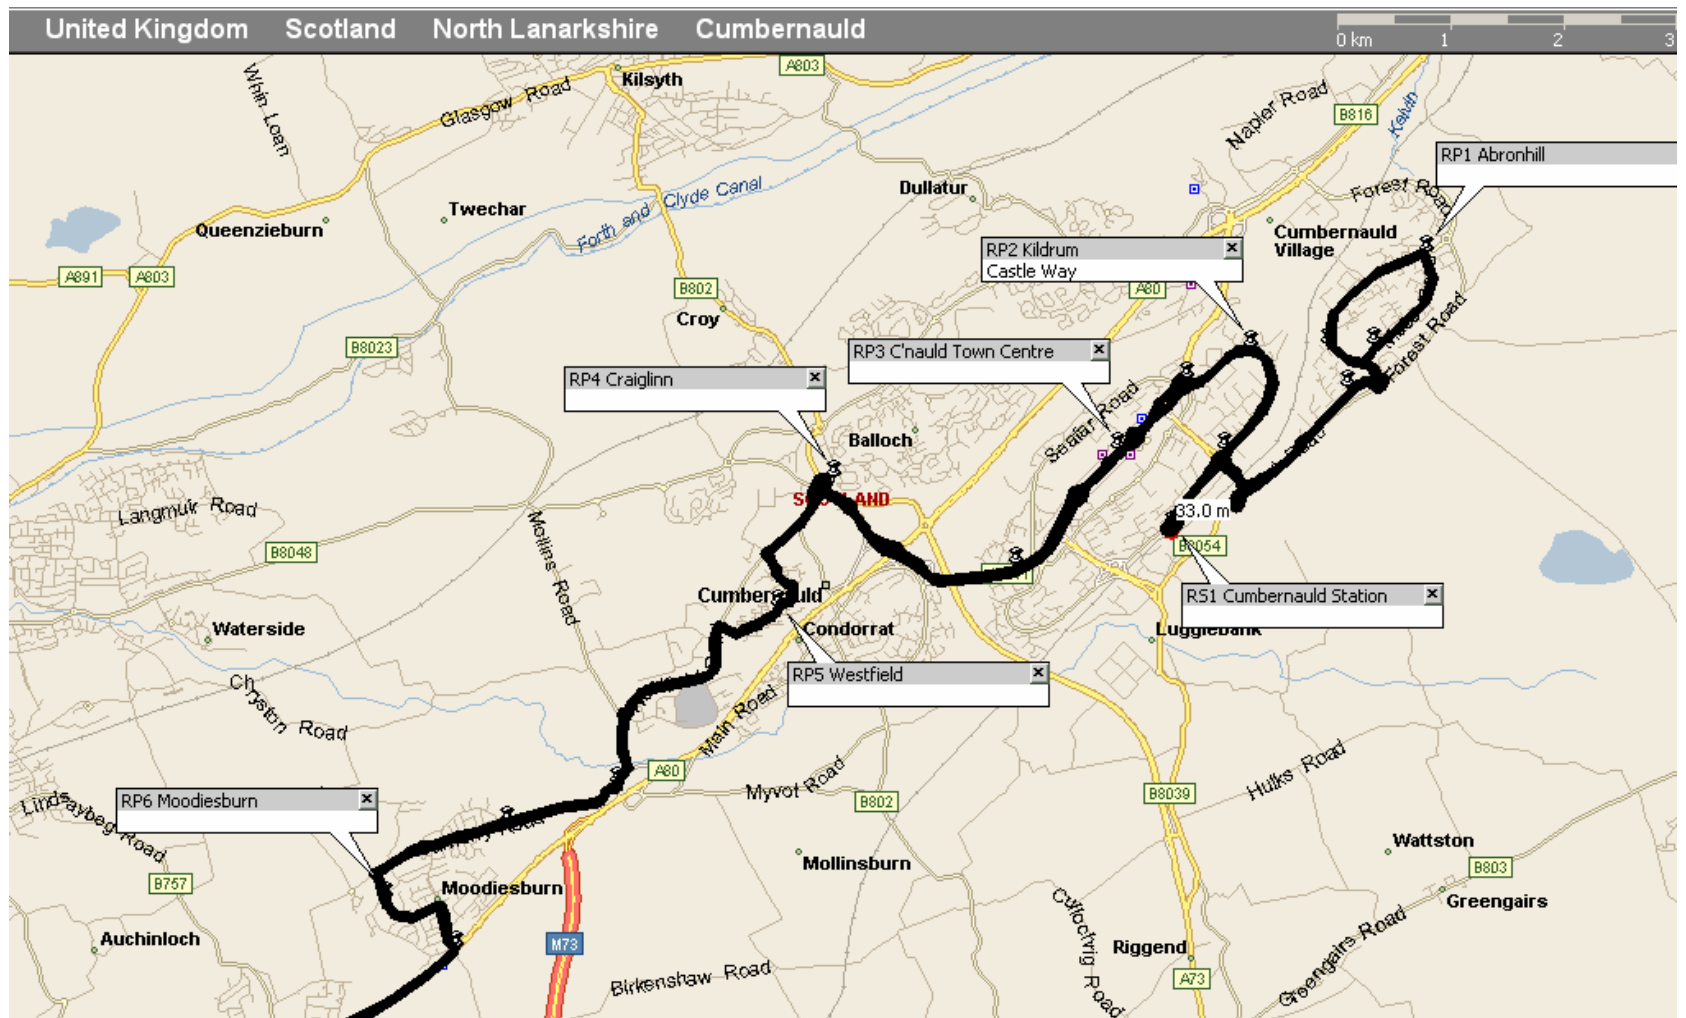 United Kingdom Scotland North Lanarkshire Cumbernauld
0 km 1 2 3
A803
Kilsyth
Whin Loan
Glasgow Road
Napier Road
B816
Kelvin
RP1 Abronhill
Dullatur
Forest Road
Twechar
Forth and Clyde Canal
Queenzieburn
Cumbernauld
Village
RP2 Kildrum
Castle Way
A891
A803
B802
A80
Croy
Forest Road
B8023
RP3 C'nauld Town Centre
RP4 Craiglinn
Seafar Road
Balloch
Langmuir Road
33.0 m
Mollins Road
B8048
B8054
Cumbernauld
RS1 Cumbernauld Station
Waterside
Condorrat
Luggiebank
RP5 Westfield
Chryston Road
Main Road
A80
Myvot Road
Hulks Road
RP6 Moodiesburn
B802
B8039
Lindsaybeg Road
Road
Wattston
Mollinsburn
B803
B757
Moodiesburn
Greengairs
Auchinloch
M73
Riggend
Greengairs Road
Birkenshaw Road
A73
Road